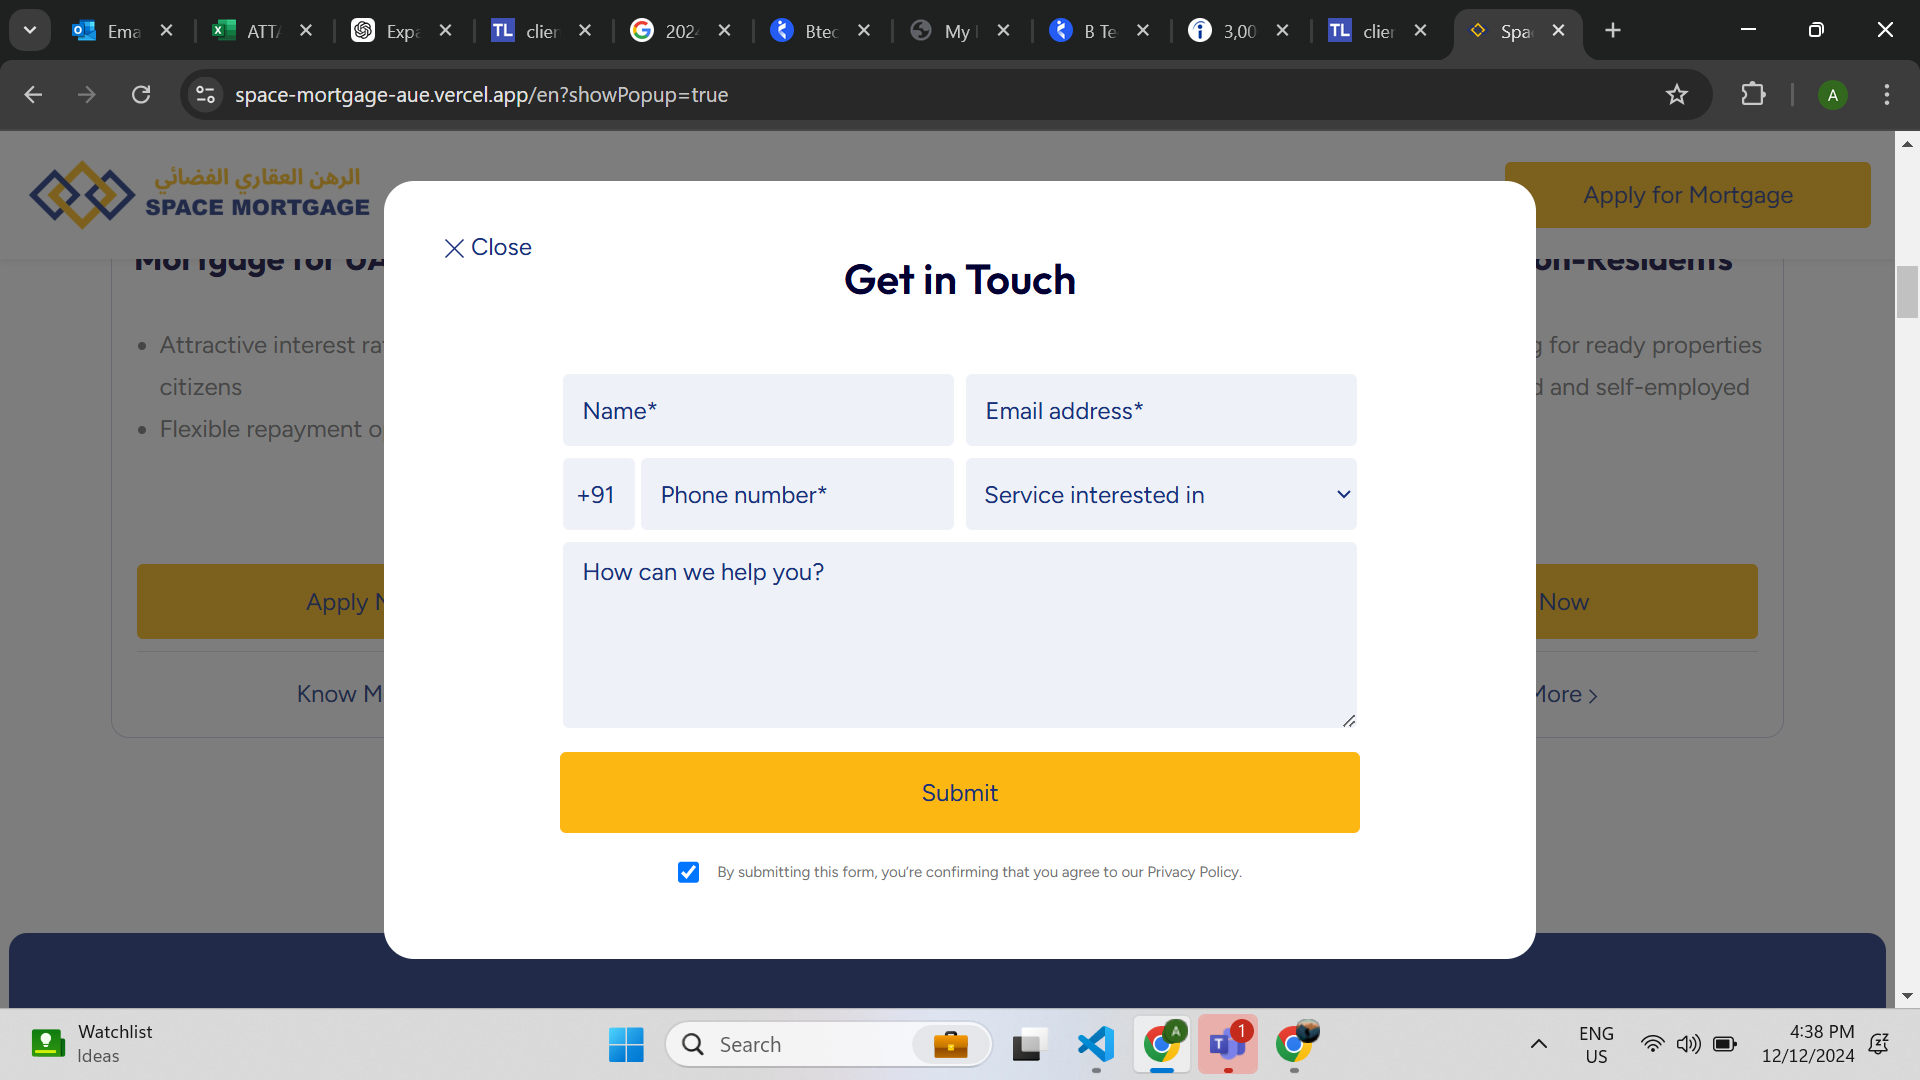 Ema
ATTA
Expa
clier
202
Btec
My
B Te
3,00
clier
Spa
space-mortgage-aue.vercel.app/en?showPopup=true
A
الرهن العقاري الفضائي
SPACE MORTGAGE
Apply for Mortgage
Close
Get in Touch
Mortgage for UA
on-Residents
Attractive interest ra
citizens
Flexible repayment o
g for ready properties
d and self-employed
Name*
Email address*
+91
Phone number*
Service interested in
How can we help you?
Apply N
Now
Know M
More
Submit
By submitting this form, you’re confirming that you agree to our Privacy Policy.
Watchlist
Ideas
Search
A
1
ENG
US
4:38 PM
12/12/2024